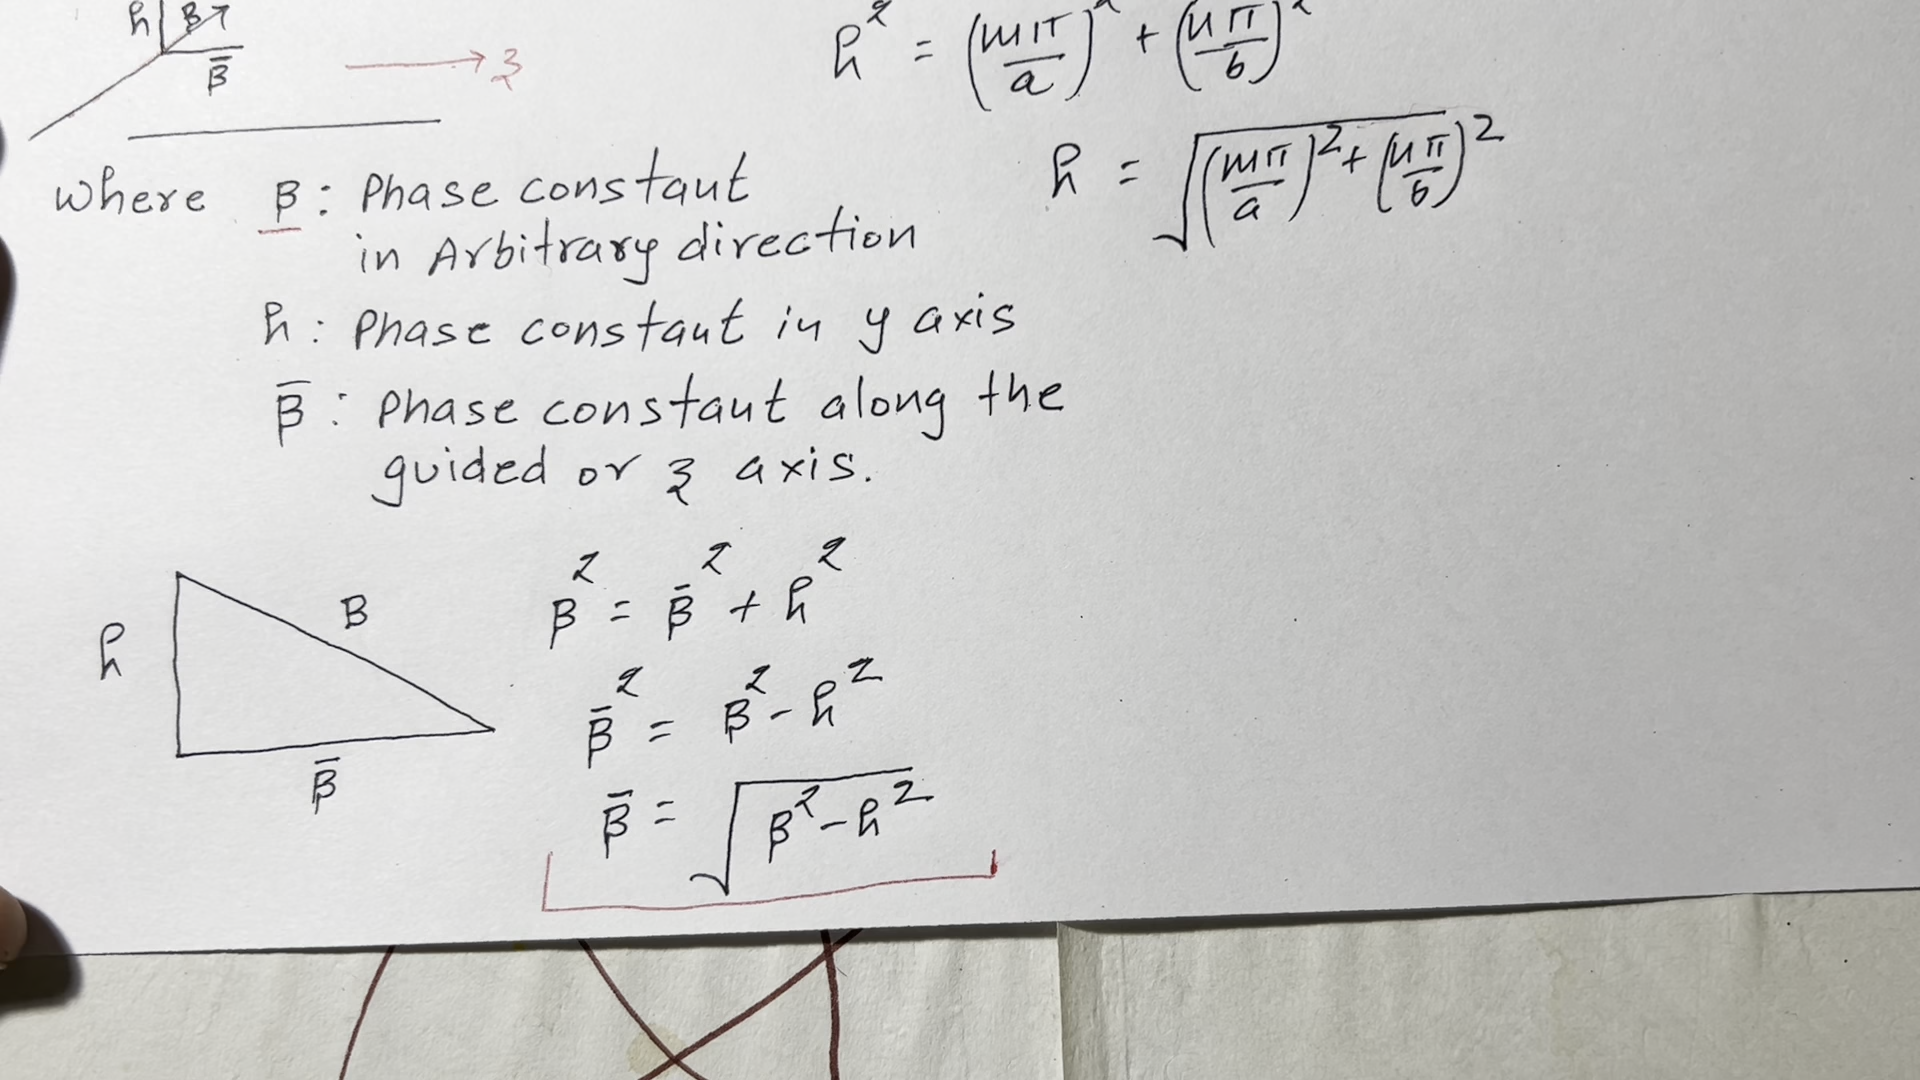 h β
β̄ → z
h² = (mπ/a)² + (nπ/b)²
h = √((mπ/a)² + (nπ/b)²)
where β : Phase constant
in Arbitrary direction
h : Phase constant in y axis
β̄ : Phase constant along the
guided or z axis.
h β
β̄
β² = β̄² + h²
β̄² = β² - h²
β̄ = √(β² - h²)